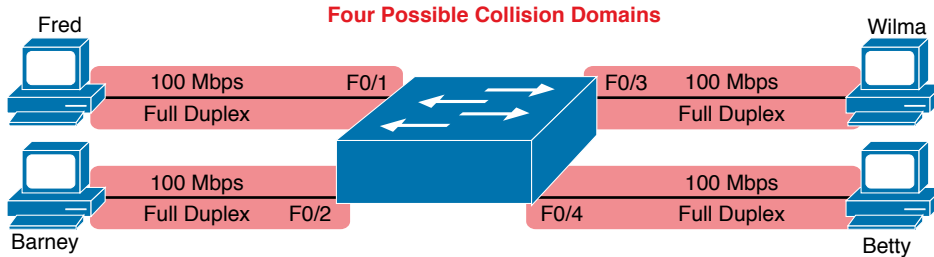 Four Possible Collision Domains
Fred
Wilma
100 Mbps
F0/1
F0/3
100 Mbps
Full Duplex
Full Duplex
100 Mbps
100 Mbps
Full Duplex
F0/2
F0/4
Full Duplex
Barney
Betty